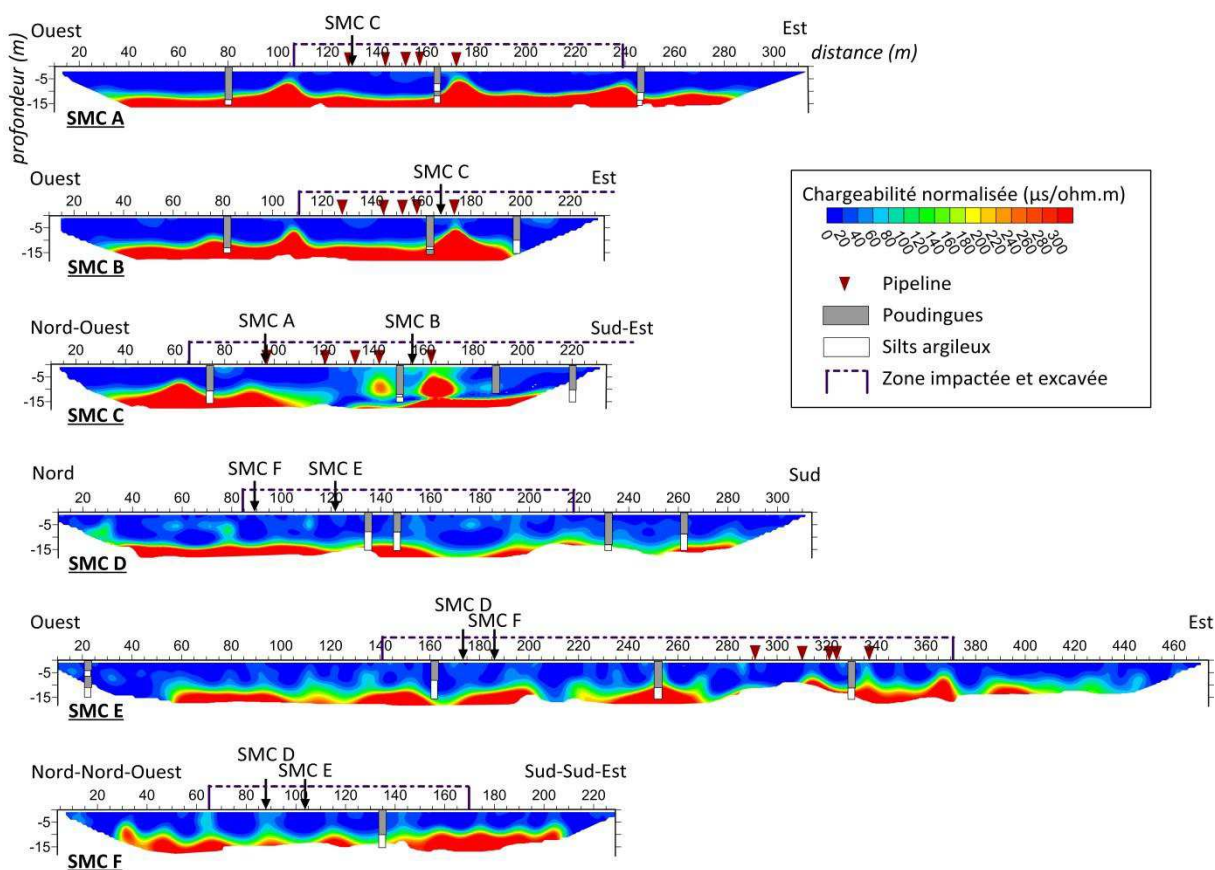 Ouest
SMC C
Est
profondeur (m)
distance (m)
20 40 60 80 100 120 140 160 180 200 220 240 260 280 300
-5
-15
SMC A
Ouest
SMC C
Est
20 40 60 80 100 120 140 160 180 200 220
-5
-15
SMC B
Nord-Ouest
SMC A
SMC B
Sud-Est
20 40 60 80 100 120 140 160 180 200 220
-5
-15
SMC C
Nord
SMC F
SMC E
Sud
20 40 60 80 100 120 140 160 180 200 220 240 260 280 300
-5
-15
SMC D
Ouest
SMC D
SMC F
Est
20 40 60 80 100 120 140 160 180 200 220 240 260 280 300 320 340 360 380 400 420 440 460
-5
-15
SMC E
Nord-Nord-Ouest
SMC D
SMC E
Sud-Sud-Est
20 40 60 80 100 120 140 160 180 200 220
-5
-15
SMC F
Chargeabilité normalisée (µs/ohm.m)
0 20 40 60 80 100 120 140 160 180 200 220 240 260 280 300
Pipeline
Poudingues
Silts argileux
Zone impactée et excavée